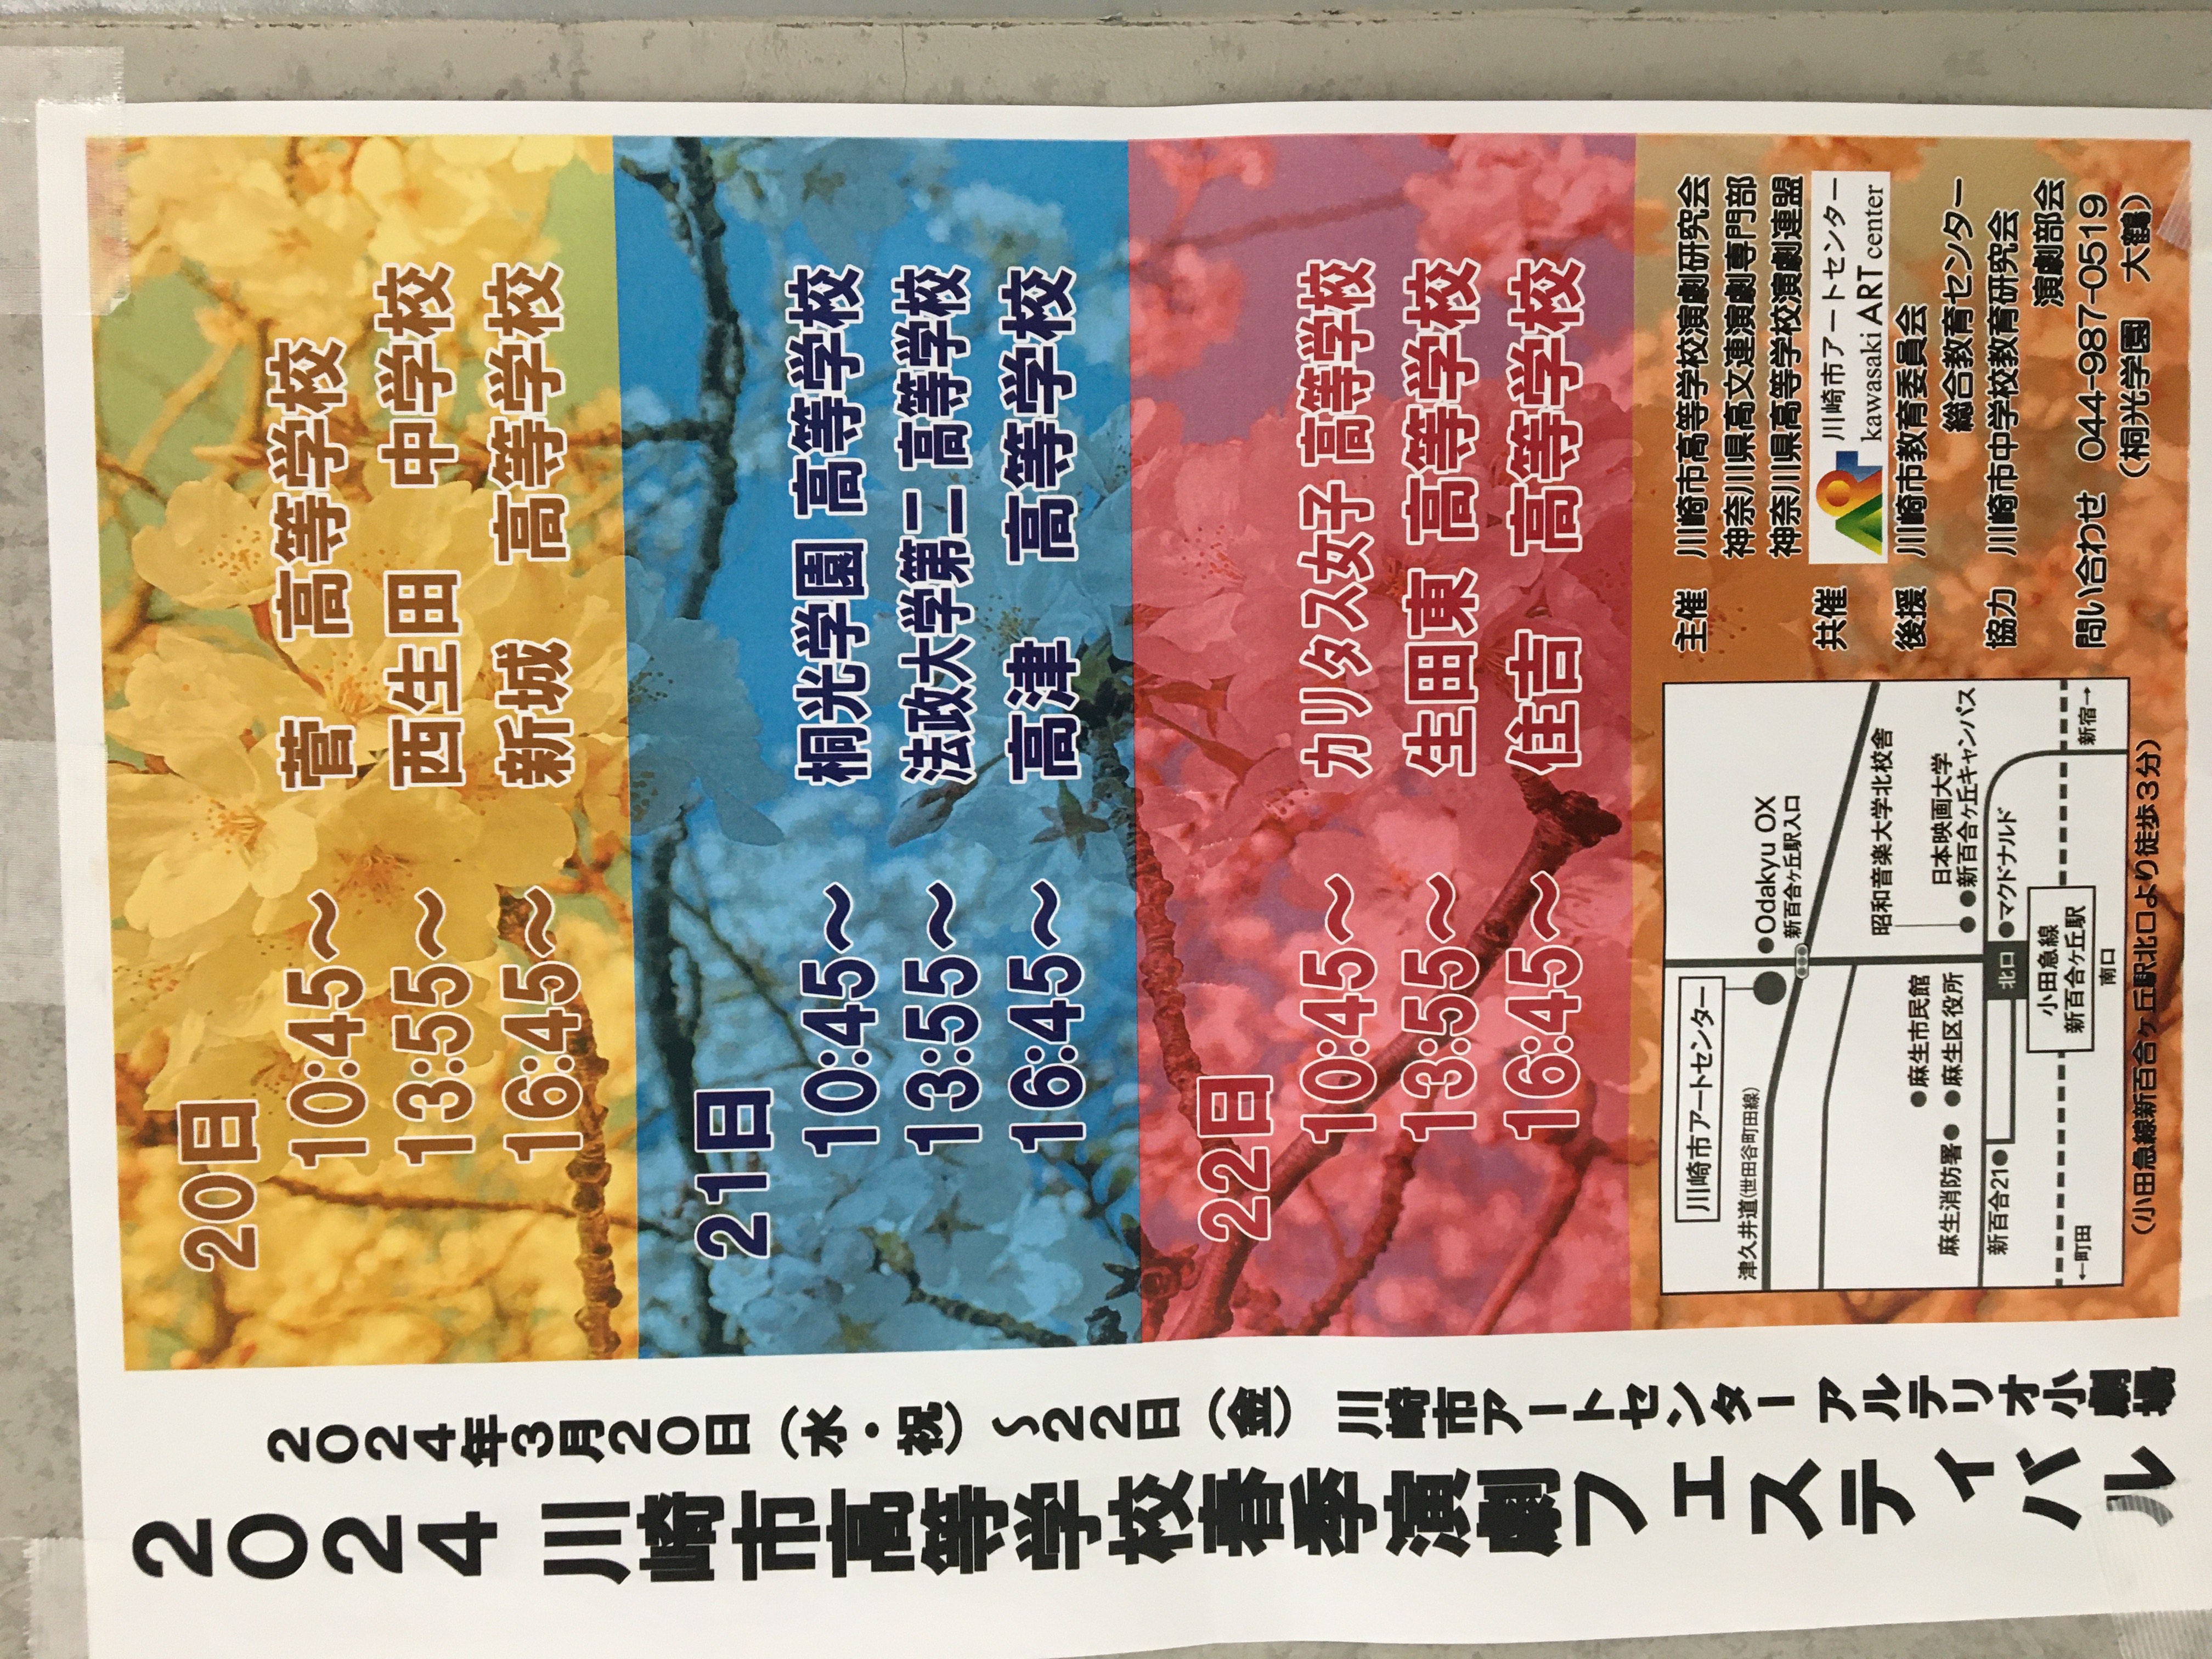 2024 川崎市高等学校春季演劇フェスティバル
2024年3月20日（水・祝）～22日（金） 川崎市アートセンター アルテリオ小劇場
20日
10:45～ 菅 高等学校
13:55～ 西生田 中学校
16:45～ 新城 高等学校
21日
10:45～ 桐光学園 高等学校
13:55～ 法政大学第二 高等学校
16:45～ 高津 高等学校
22日
10:45～ カリタス女子 高等学校
13:55～ 生田東 高等学校
16:45～ 住吉 高等学校
川崎市アートセンター
Odakyu OX
新百合ヶ丘駅入口
津久井道(世田谷町田線)
昭和音楽大学北校舎
麻生市民館
日本映画大学
新百合ヶ丘キャンパス
麻生消防署
麻生区役所
新百合21
北口
マクドナルド
小田急線
新百合ヶ丘駅
←町田
南口
新宿→
（小田急線新百合ヶ丘駅北口より徒歩3分）
主催 川崎市高等学校演劇研究会
神奈川県高文連演劇専門部
神奈川県高等学校演劇連盟
共催 川崎市アートセンター
kawasaki ART center
後援 川崎市教育委員会
総合教育センター
協力 川崎市中学校教育研究会
演劇部会
問い合わせ 044-987-0519
（桐光学園 大鶴）